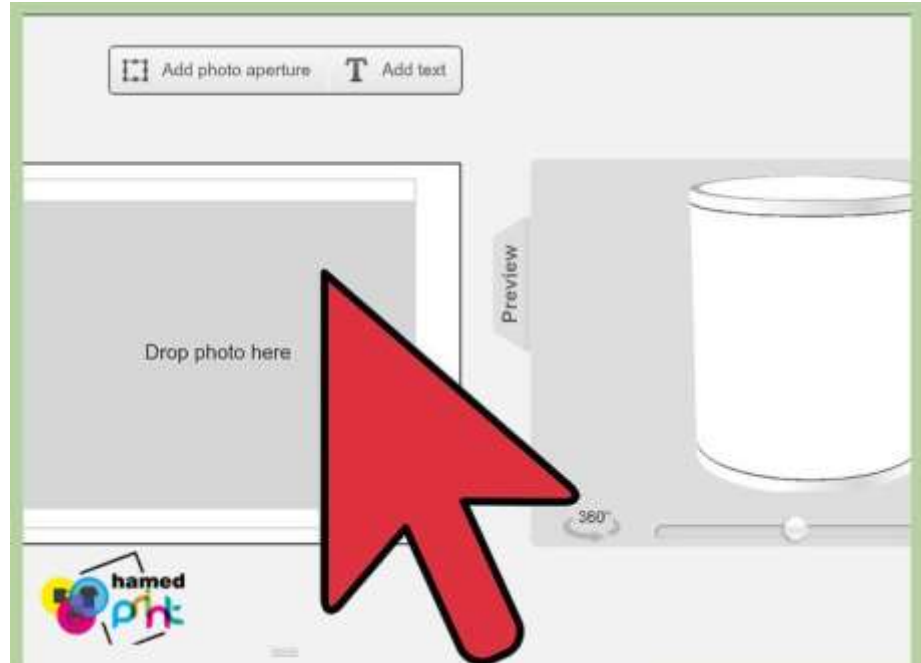 Add photo aperture
T Add text
Drop photo here
Preview
360°
hamed
print